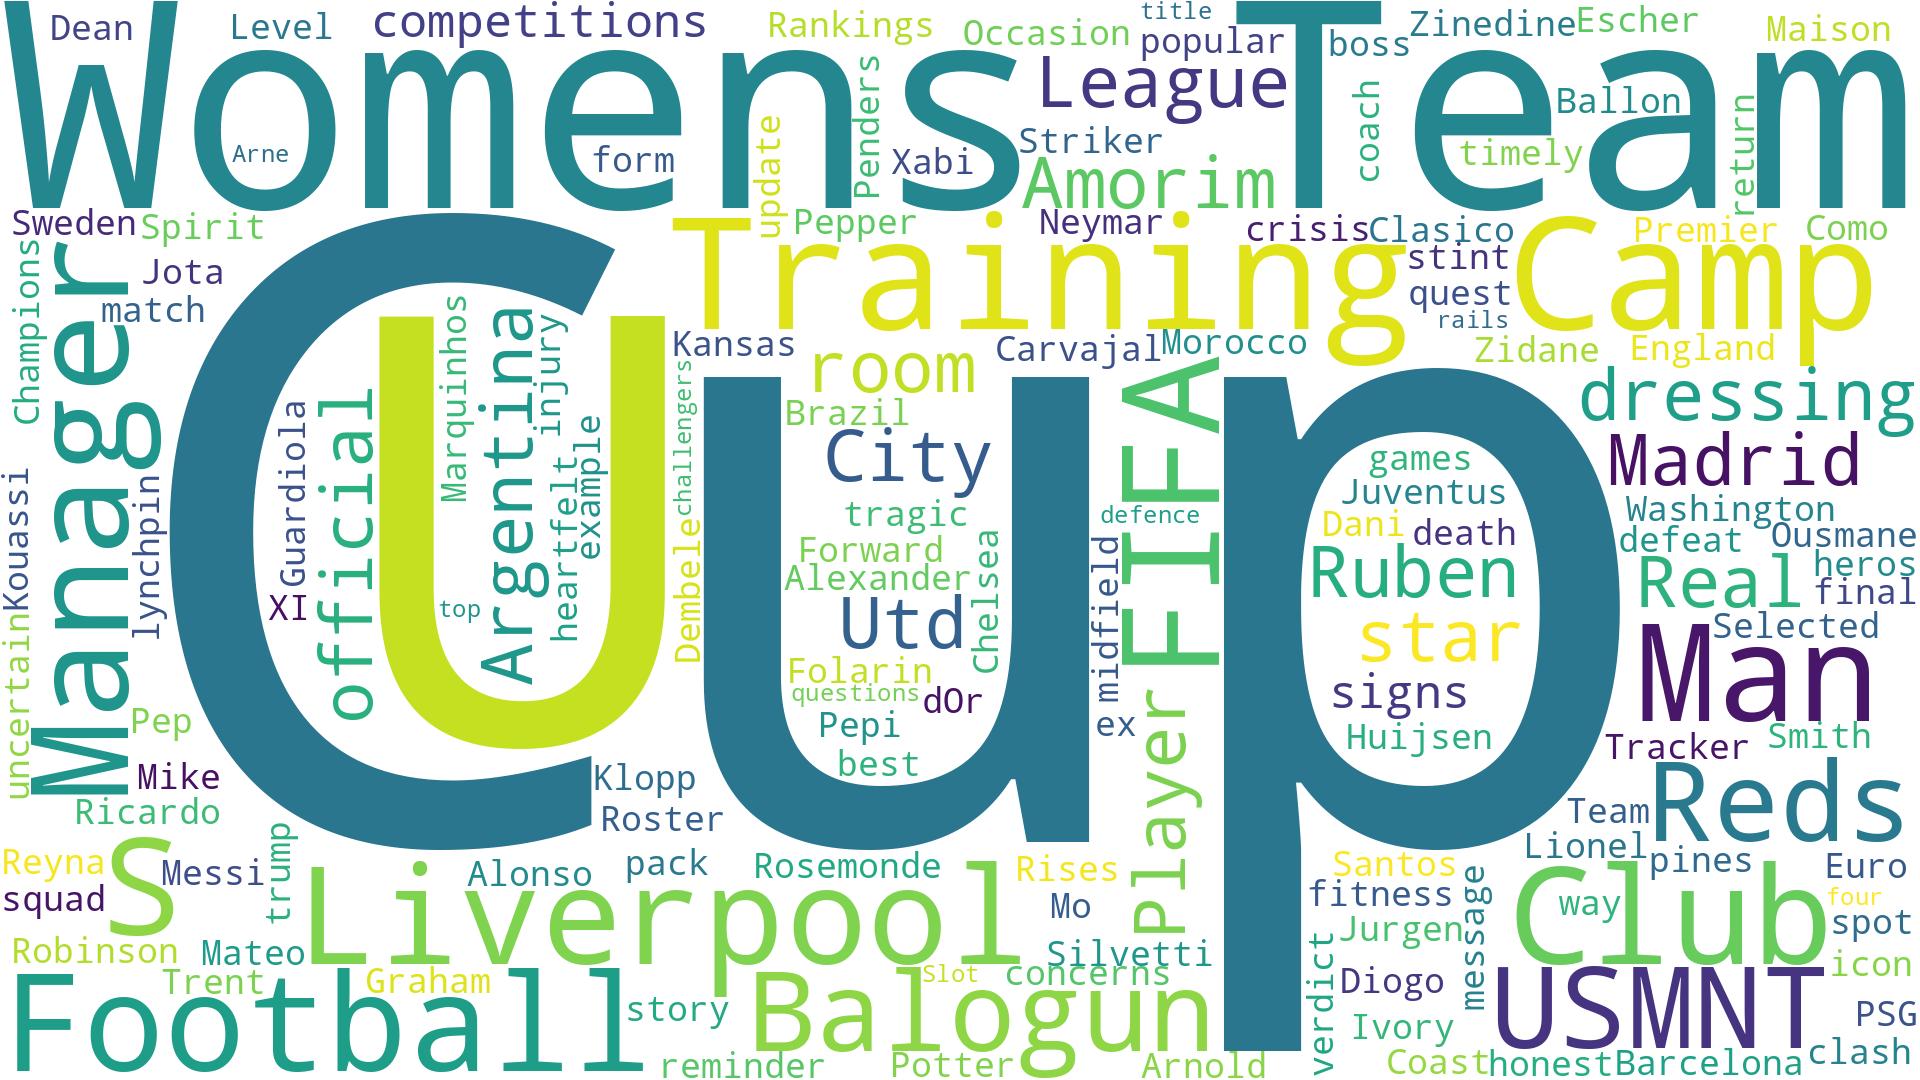 Dean
Level
competitions
Rankings
Occasion
title
popular
boss
Zinedine
Escher
Maison
Womens
Team
League
Penders
coach
Ballon
return
Arne
form
update
Xabi
Striker
timely
Amorim
Sweden
Spirit
Pepper
Neymar
crisis
Clasico
Premier
Como
Champions
Manager
Jota
match
Cup
U
Training
Camp
stint
quest
rails
Kansas
room
Carvajal
Morocco
Zidane
England
Marquinhos
Argentina
injury
challengers
Brazil
FIFA
dressing
Guardiola
official
heartfelt
example
City
games
Madrid
Kouassi
lynchpin
Juventus
Washington
tragic
defence
Dani
death
defeat
Ousmane
Dembele
Forward
Alexander
Chelsea
midfield
Ruben
Real
heros
final
XI
top
Utd
star
Man
Selected
uncertain
Folarin
questions
dOr
signs
Pep
Pepi
ex
Player
Huijsen
Tracker
Smith
Mike
Klopp
best
Reds
Ricardo
Roster
Team
trump
Lionel
pines
Euro
Reyna
S
Messi
Alonso
pack
Rosemonde
Rises
Santos
squad
Liverpool
Mo
fitness
message
Club
way
four
spot
Robinson
Mateo
Silvetti
Jurgen
verdict
Trent
Graham
Slot
concerns
Diogo
USMNT
icon
Football
story
Balogun
Ivory
PSG
reminder
Potter
Arnold
Coast
honest
Barcelona
clash